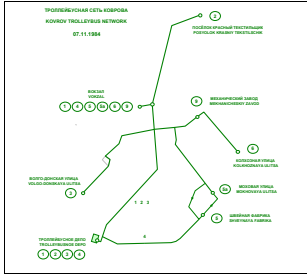 ТРОЛЛЕЙБУСНАЯ СЕТЬ КОВРОВА
KOVROV TROLLEYBUS NETWORK
07.11.1984
2
ПОСЁЛОК КРАСНЫЙ ТЕКСТИЛЬЩИК
POSYOLOK KRASNIY TEKSTILSHCHIK
ВОКЗАЛ
VOKZAL
1 4 5 5а 6 9
9
МЕХАНИЧЕСКИЙ ЗАВОД
MEKHANICHESKIY ZAVOD
6
КОЛХОЗНАЯ УЛИЦА
KOLKHOZNAYA ULITSA
ВОЛГО-ДОНСКАЯ УЛИЦА
VOLGO-DONSKAYA ULITSA
3
5а
МОХОВАЯ УЛИЦА
MOKHOVAYA ULITSA
1 2 3
5
ШВЕЙНАЯ ФАБРИКА
SHVEYNAYA FABRIKA
4
ТРОЛЛЕЙБУСНОЕ ДЕПО
TROLLEYBUSNOE DEPO
1 2 3 4